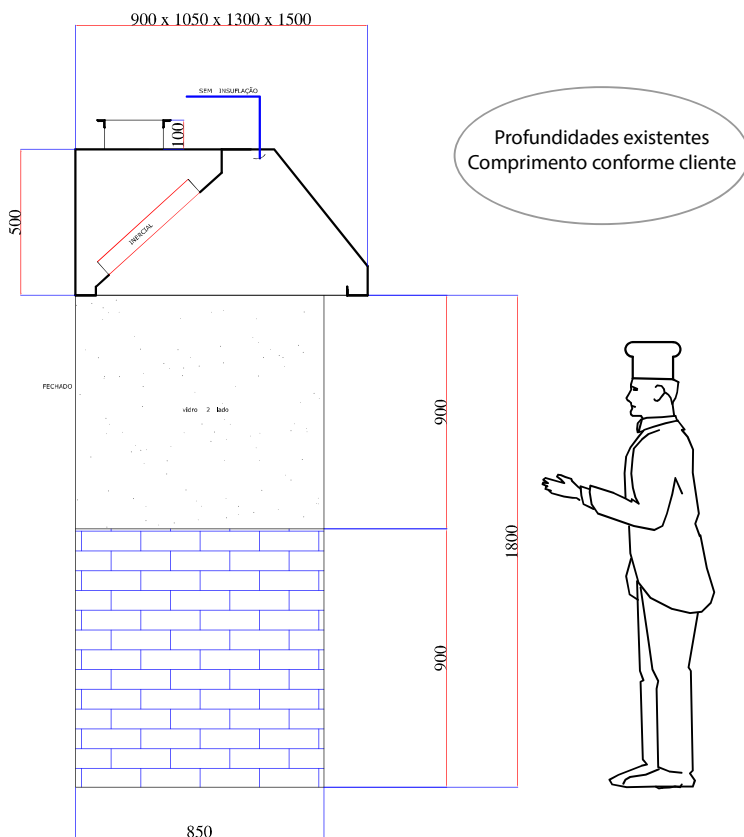 900 x 1050 x 1300 x 1500
SEM INSUFLAÇÃO
100
Profundidades existentes
Comprimento conforme cliente
500
INERCIAL
FECHADO
vidro 2 lado
900
1800
900
850